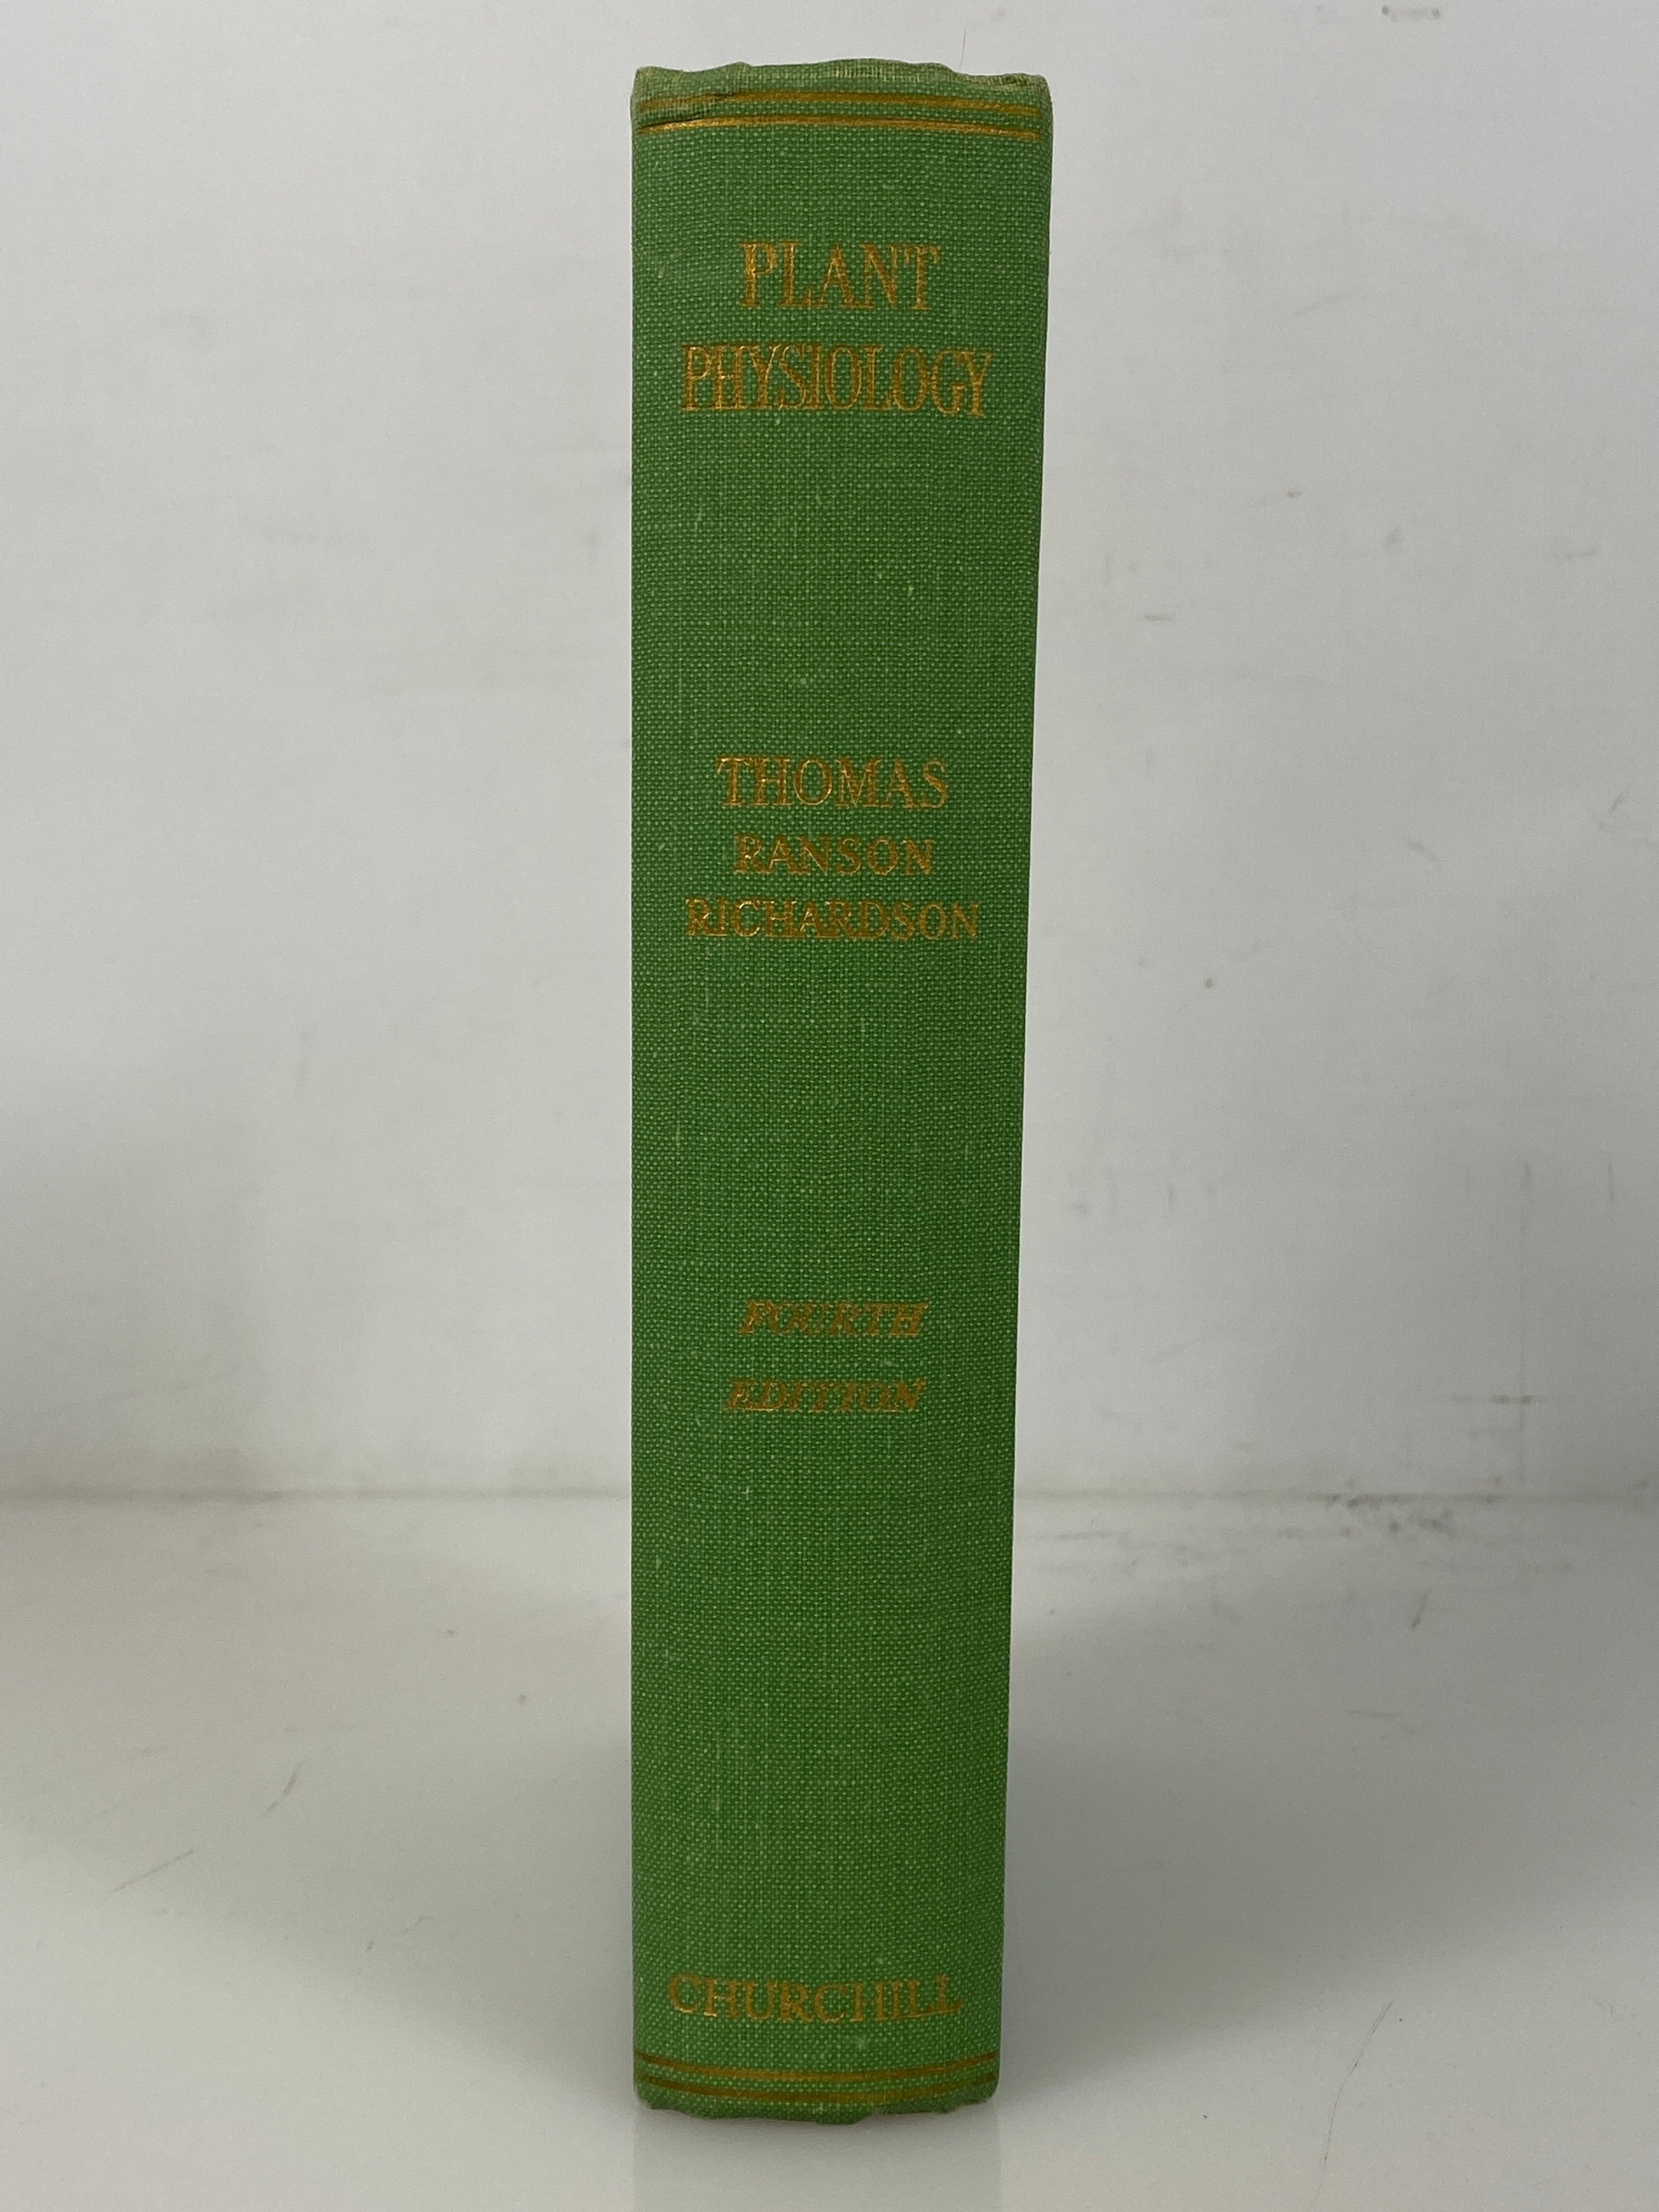 PLANT
PHYSIOLOGY
THOMAS
RANSON
RICHARDSON
FOURTH
EDITION
CHURCHILL